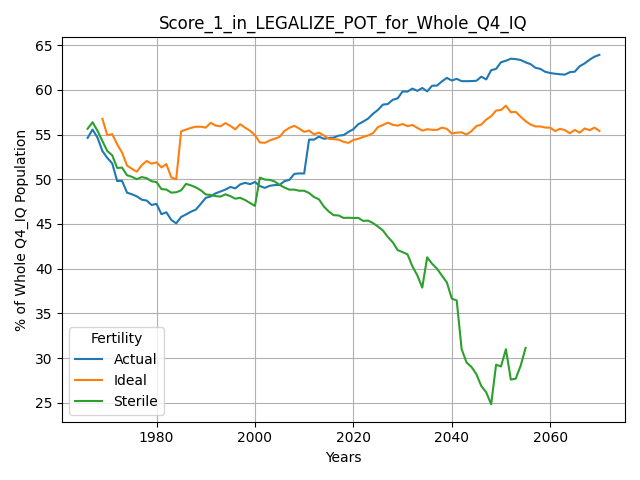 Score_1_in_LEGALIZE_POT_for_Whole_Q4_IQ
% of Whole Q4_IQ Population
65
60
55
50
45
40
35
30
25
Fertility
Actual
Ideal
Sterile
1980 2000 2020 2040 2060
Years